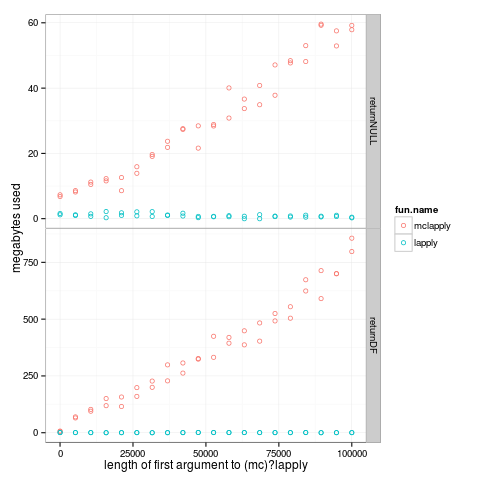 60
40
20
0
returnNULL
750
500
250
0
returnDF
megabytes used
0
25000
50000
75000
100000
length of first argument to (mc)?lapply
fun.name
mclapply
lapply